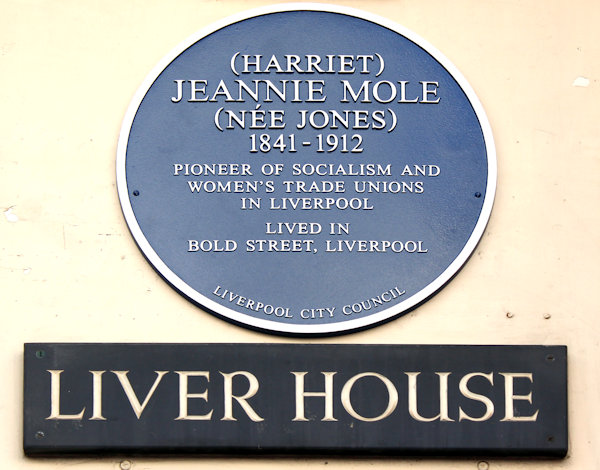 (HARRIET)
JEANNIE MOLE
(NÉE JONES)
1841-1912
PIONEER OF SOCIALISM AND
WOMEN'S TRADE UNIONS
IN LIVERPOOL
LIVED IN
BOLD STREET, LIVERPOOL
LIVERPOOL CITY COUNCIL
LIVER HOUSE